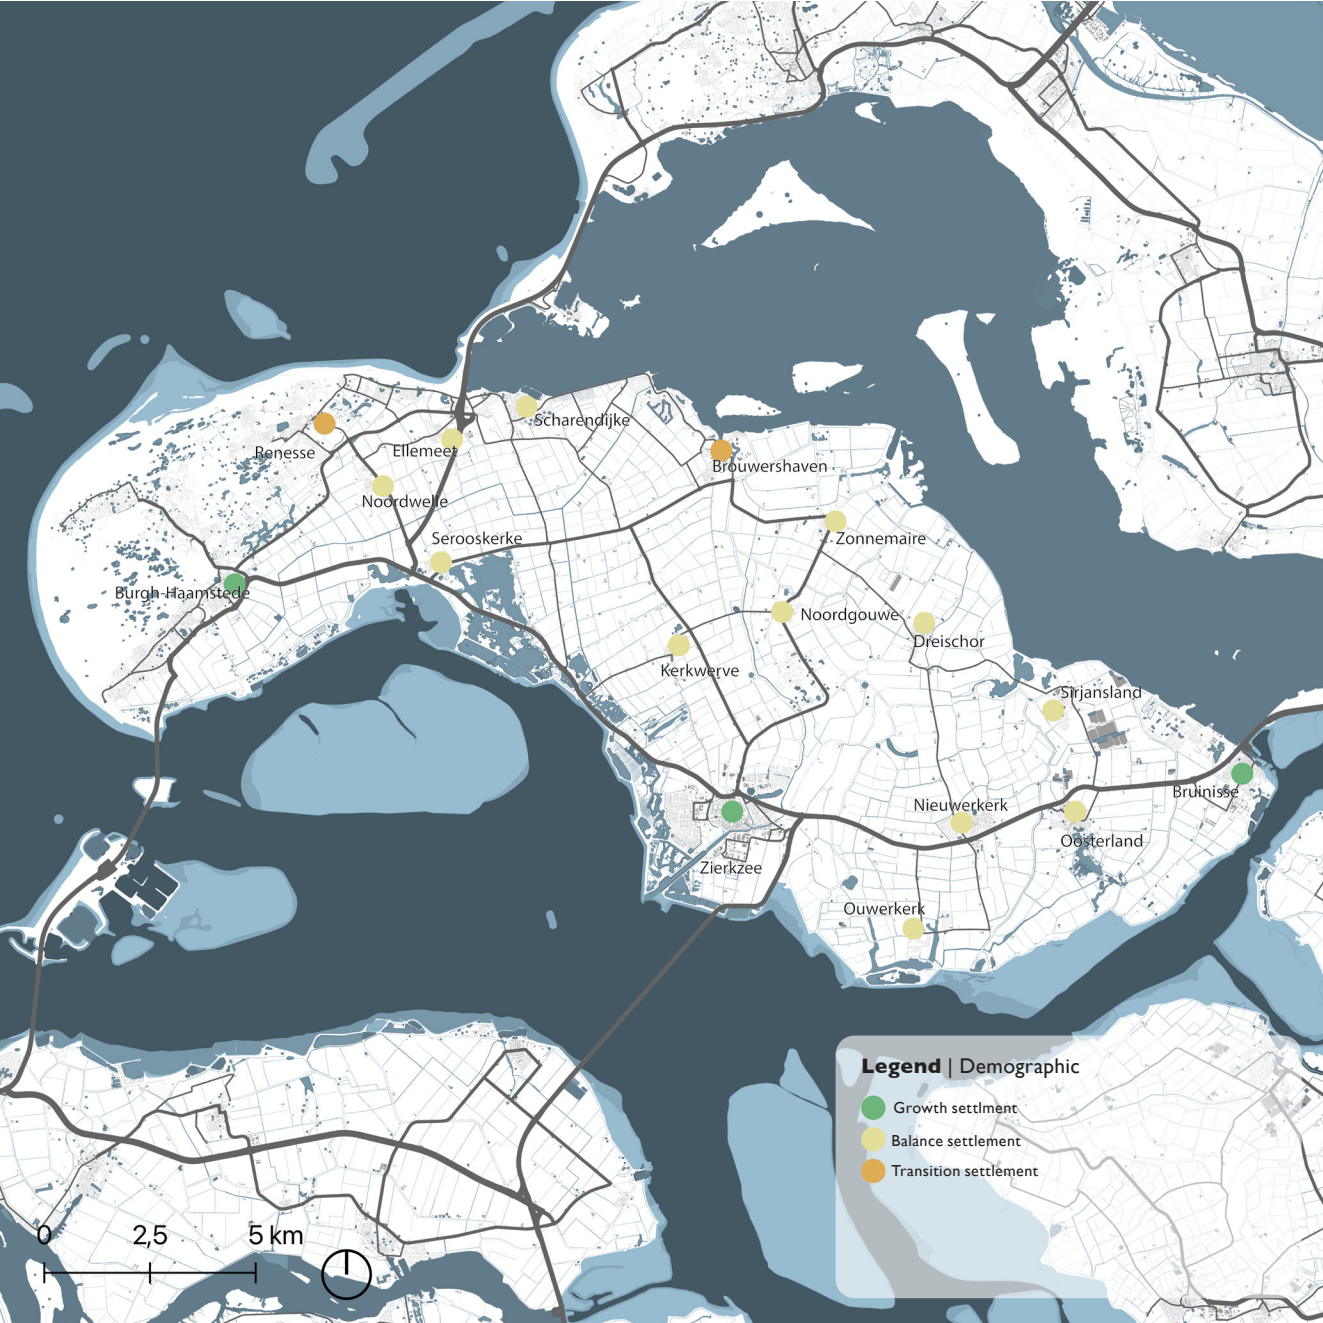 Scharendijke
Renesse
Ellemeet
Brouwershaven
Noordwelle
Serooskerke
Zonnemaire
Burgh-Haamstede
Noordgouwe
Dreischor
Kerkwerve
Sirjansland
Bruinisse
Nieuwerkerk
Oosterland
Zierkzee
Ouwerkerk
Legend | Demographic
Growth settlment
Balance settlement
Transition settlement
0 2,5 5 km